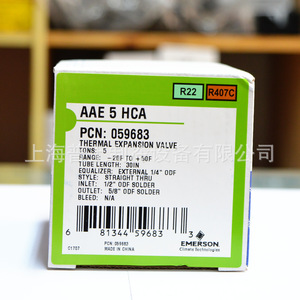 R22 R407C
AAE 5 HCA
PCN: 059683
THERMAL EXPANSION VALVE
TONS: 5
RANGE: -20F TO +50F
TUBE LENGTH: 30IN
EQUALIZER: EXTERNAL 1/4" ODF
STYLE: STRAIGHT THRU
INLET: 1/2" ODF SOLDER
OUTLET: 5/8" ODF SOLDER
BLEED: N/A
PCN 059683
MADE IN CHINA
C1707
6 81344 59683 3
EMERSON
Climate Technologies